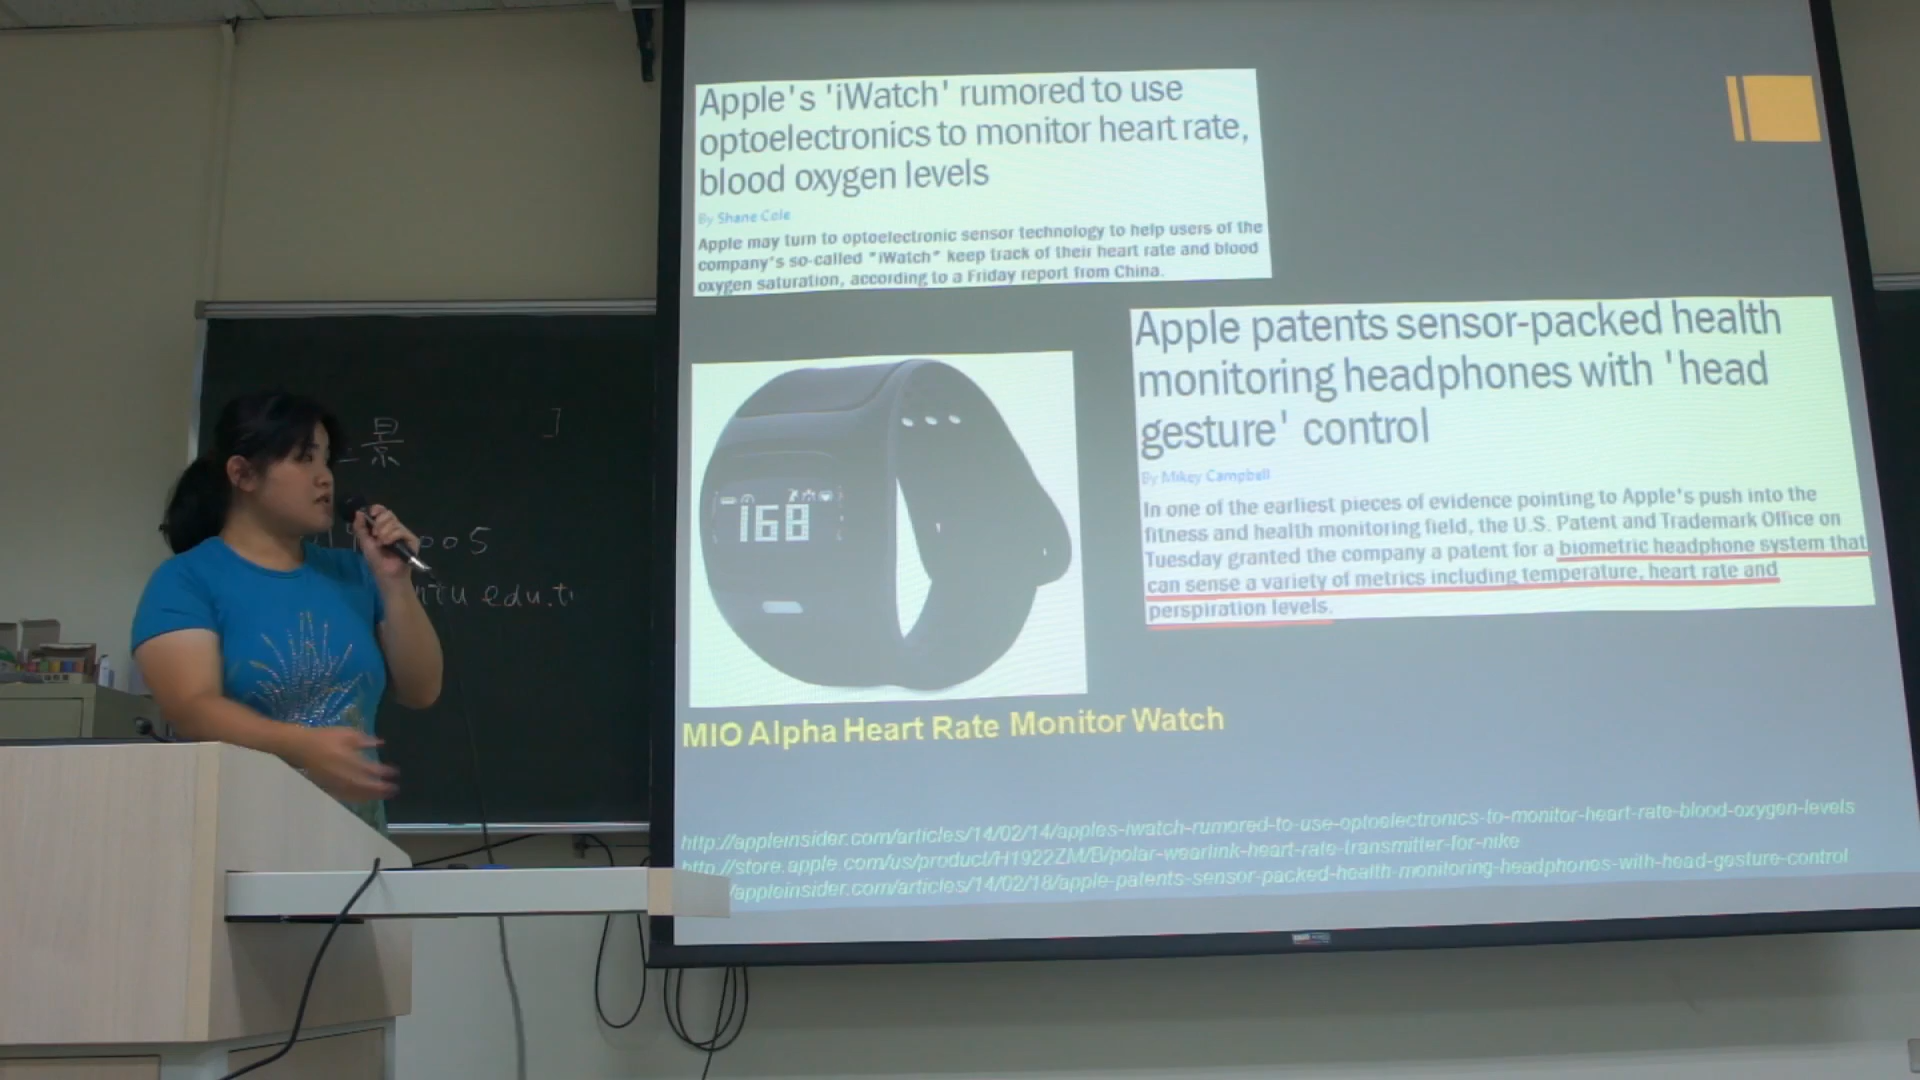 Apple's 'iWatch' rumored to use
optoelectronics to monitor heart rate,
blood oxygen levels
By Shane Cole
Apple may turn to optoelectronic sensor technology to help users of the
company's so-called "iWatch" keep track of their heart rate and blood
oxygen saturation, according to a Friday report from China.
Apple patents sensor-packed health
monitoring headphones with 'head
gesture' control
By Mikey Campbell
In one of the earliest pieces of evidence pointing to Apple's push into the
fitness and health monitoring field, the U.S. Patent and Trademark Office on
Tuesday granted the company a patent for a biometric headphone system that
can sense a variety of metrics including temperature, heart rate and
perspiration levels.
168
MIO Alpha Heart Rate Monitor Watch
http://appleinsider.com/articles/14/02/14/apples-iwatch-rumored-to-use-optoelectronics-to-monitor-heart-rate-blood-oxygen-levels
http://store.apple.com/us/product/H1922ZM/B/polar-wearlink-heart-rate-transmitter-for-nike
/appleinsider.com/articles/14/02/18/apple-patents-sensor-packed-health-monitoring-headphones-with-head-gesture-control
景 ]
005
ntu edu.t